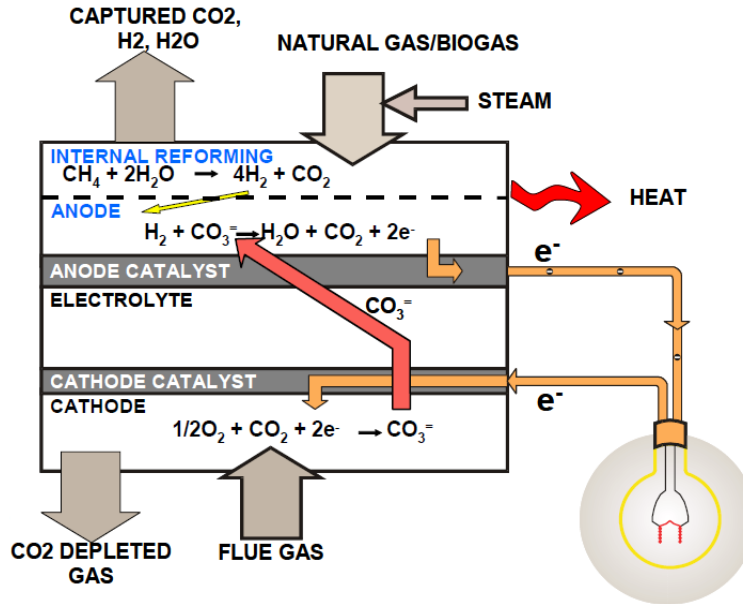 CAPTURED CO2,
H2, H2O
NATURAL GAS/BIOGAS
STEAM
INTERNAL REFORMING
CH₄ + 2H₂O → 4H₂ + CO₂
HEAT
ANODE
H₂ + CO₃⁼→H₂O + CO₂ + 2e⁻
e⁻
ANODE CATALYST
ELECTROLYTE
CO₃⁼
CATHODE CATALYST
e⁻
CATHODE
1/2O₂ + CO₂ + 2e⁻ →CO₃⁼
CO2 DEPLETED
GAS
FLUE GAS